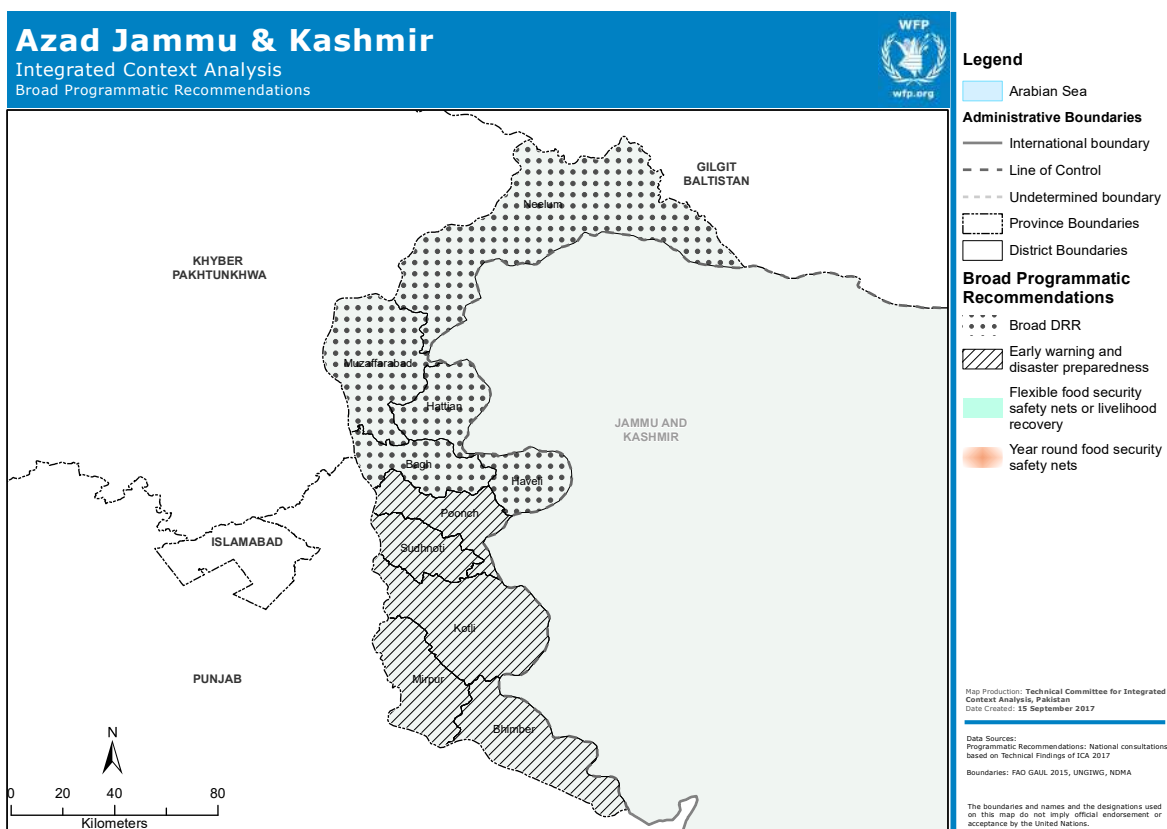 Azad Jammu & Kashmir
Integrated Context Analysis
Broad Programmatic Recommendations
WFP
wfp.org
GILGIT
BALTISTAN
Neelum
KHYBER
PAKHTUNKHWA
Muzaffarabad
Hattian
JAMMU AND
KASHMIR
Bagh
Haveli
Poonch
ISLAMABAD
Sudhnoti
Kotli
PUNJAB
Mirpur
Bhimber
N
0 20 40 80
Kilometers
Legend
Arabian Sea
Administrative Boundaries
International boundary
Line of Control
Undetermined boundary
Province Boundaries
District Boundaries
Broad Programmatic
Recommendations
Broad DRR
Early warning and
disaster preparedness
Flexible food security
safety nets or livelihood
recovery
Year round food security
safety nets
Map Production: Technical Committee for Integrated
Context Analysis, Pakistan
Date Created: 15 September 2017
Data Sources:
Programmatic Recommendations: National consultations
based on Technical Findings of ICA 2017
Boundaries: FAO GAUL 2015, UNGIWG, NDMA
The boundaries and names and the designations used
on this map do not imply official endorsement or
acceptance by the United Nations.